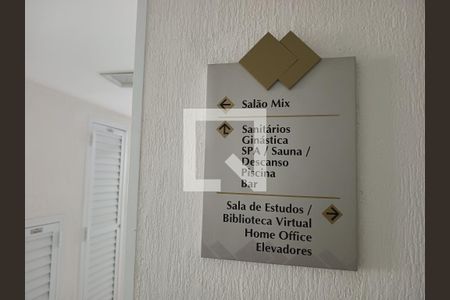 Salão Mix
Sanitários
Ginástica
SPA / Sauna /
Descanso
Piscina
Bar
Sala de Estudos /
Biblioteca Virtual
Home Office
Elevadores